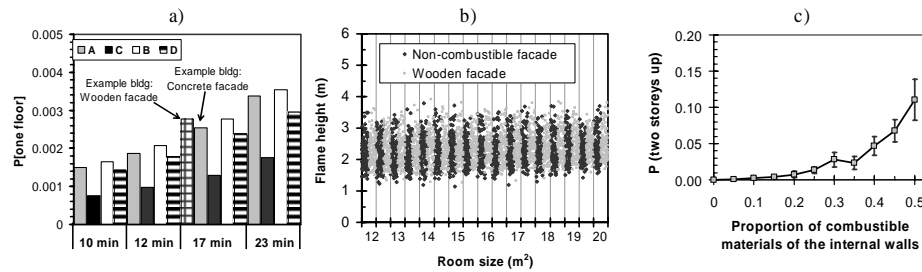 a)
0.005
0.004
0.003
0.002
0.001
0
P[one floor]
A C B D
Example bldg:
Wooden facade
Example bldg:
Concrete facade
10 min 12 min 17 min 23 min
b)
6
5
4
3
2
1
0
Flame height (m)
Non-combustible facade
Wooden facade
12 13 14 15 16 17 18 19 20
Room size (m²)
c)
0.20
0.15
0.10
0.05
0.00
P (two storeys up)
0 0.1 0.2 0.3 0.4 0.5
Proportion of combustible
materials of the internal walls